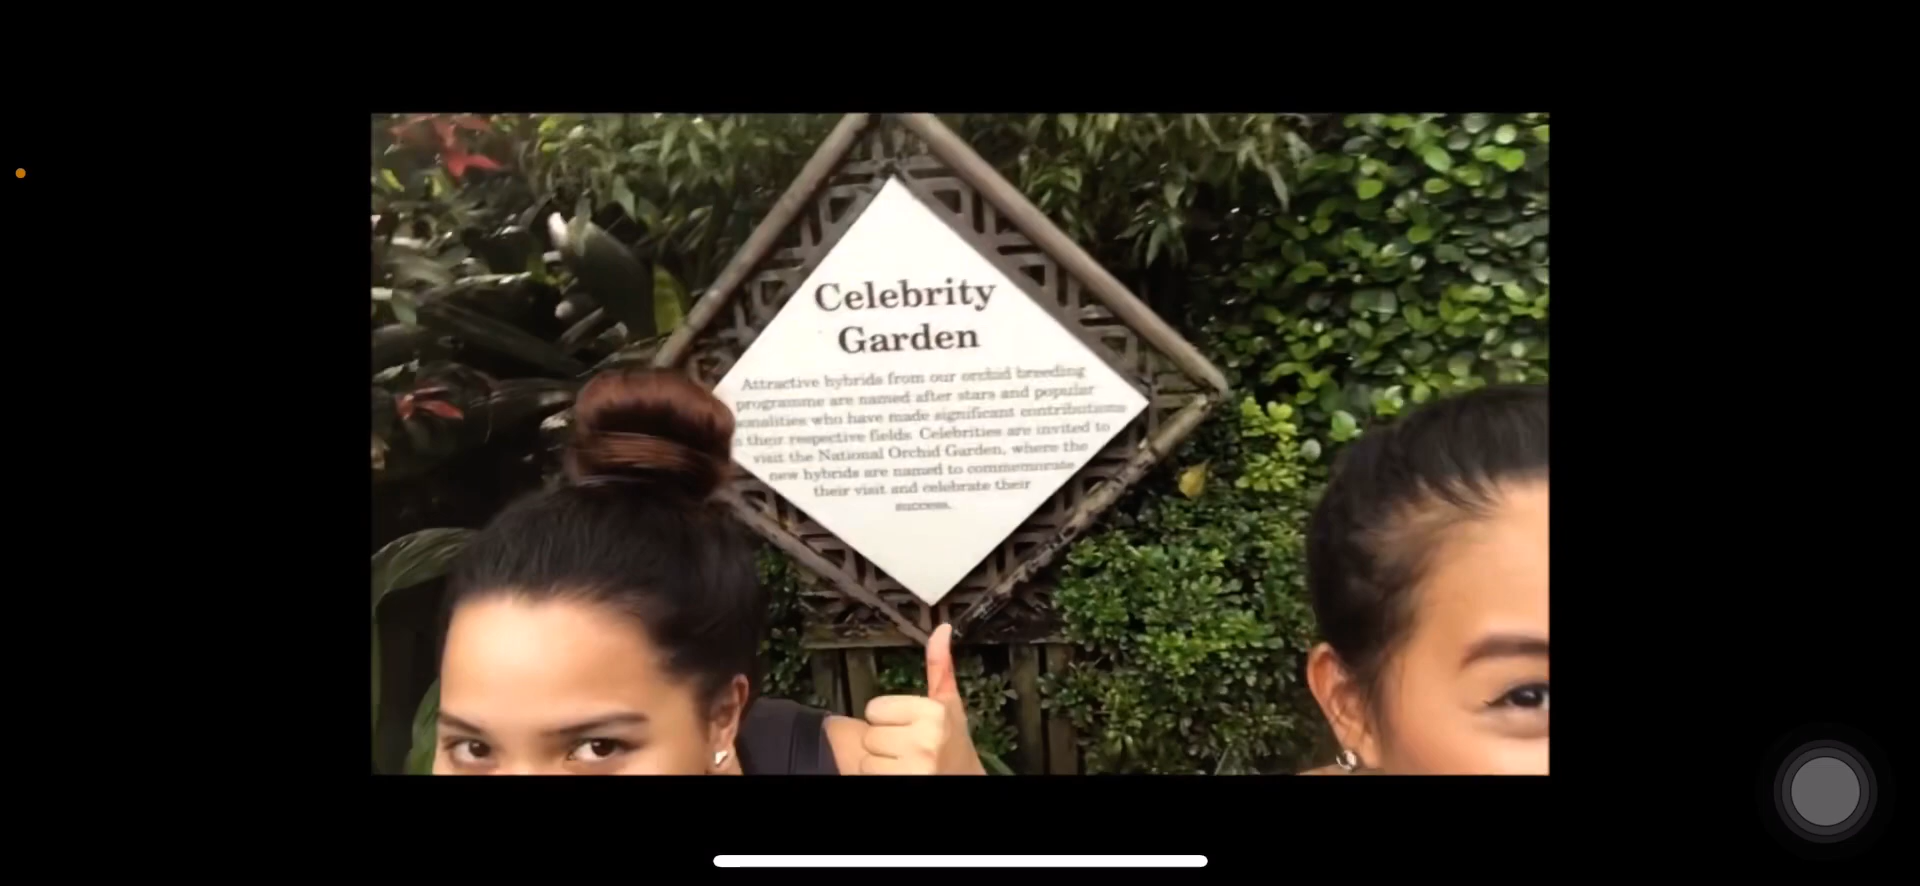 Celebrity
Garden
Attractive hybrids from our orchid breeding
programme are named after stars and popular
onalities who have made significant contributions
their respective fields. Celebrities are invited to
visit the National Orchid Garden, where the
new hybrids are named to commemorate
their visit and celebrate their
success.